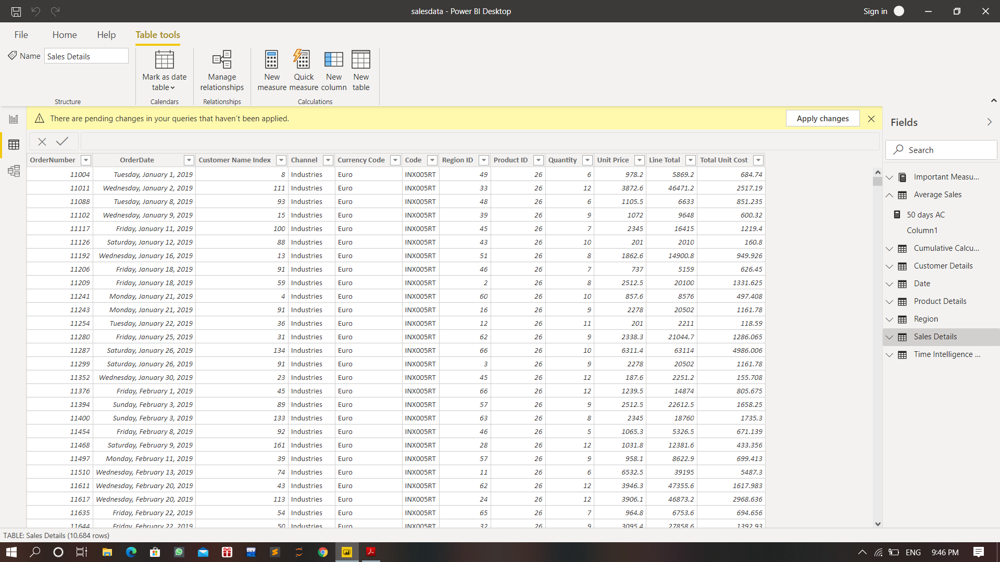 salesdata - Power BI Desktop
Sign in
File Home Help Table tools
Name Sales Details
Mark as date table
Manage relationships
New measure
Quick measure
New column
New table
Structure Calendars Relationships Calculations
There are pending changes in your queries that haven't been applied.
Apply changes
Fields
Search
OrderNumber OrderDate Customer Name Index Channel Currency Code Code Region ID Product ID Quantity Unit Price Line Total Total Unit Cost
11004 Tuesday, January 1, 2019 8 Industries Euro INX005RT 49 26 6 978.2 5869.2 684.74
11011 Wednesday, January 2, 2019 111 Industries Euro INX005RT 33 26 12 3872.6 46471.2 2517.19
11088 Tuesday, January 8, 2019 93 Industries Euro INX005RT 48 26 6 1105.5 6633 851.235
11102 Wednesday, January 9, 2019 15 Industries Euro INX005RT 39 26 9 1072 9648 600.32
11117 Friday, January 11, 2019 100 Industries Euro INX005RT 45 26 7 2345 16415 1219.4
11126 Saturday, January 12, 2019 88 Industries Euro INX005RT 43 26 10 201 2010 160.8
11192 Wednesday, January 16, 2019 13 Industries Euro INX005RT 51 26 8 1862.6 14900.8 949.926
11206 Friday, January 18, 2019 91 Industries Euro INX005RT 46 26 7 737 5159 626.45
11209 Friday, January 18, 2019 59 Industries Euro INX005RT 2 26 8 2512.5 20100 1331.625
11241 Monday, January 21, 2019 4 Industries Euro INX005RT 60 26 10 857.6 8576 497.408
11243 Monday, January 21, 2019 91 Industries Euro INX005RT 16 26 9 2278 20502 1161.78
11254 Tuesday, January 22, 2019 36 Industries Euro INX005RT 12 26 11 201 2211 118.59
11280 Friday, January 25, 2019 31 Industries Euro INX005RT 62 26 9 2338.3 21044.7 1286.065
11287 Saturday, January 26, 2019 134 Industries Euro INX005RT 66 26 10 6311.4 63114 4986.006
11299 Saturday, January 26, 2019 91 Industries Euro INX005RT 3 26 9 2278 20502 1161.78
11352 Wednesday, January 30, 2019 23 Industries Euro INX005RT 45 26 12 187.6 2251.2 155.708
11376 Friday, February 1, 2019 45 Industries Euro INX005RT 66 26 12 1239.5 14874 805.675
11394 Sunday, February 3, 2019 89 Industries Euro INX005RT 57 26 9 2512.5 22612.5 1658.25
11400 Sunday, February 3, 2019 133 Industries Euro INX005RT 63 26 8 2345 18760 1735.3
11454 Friday, February 8, 2019 92 Industries Euro INX005RT 46 26 5 1065.3 5326.5 671.139
11468 Saturday, February 9, 2019 161 Industries Euro INX005RT 28 26 12 1031.8 12381.6 433.356
11497 Monday, February 11, 2019 39 Industries Euro INX005RT 57 26 9 958.1 8622.9 699.413
11510 Wednesday, February 13, 2019 74 Industries Euro INX005RT 11 26 6 6532.5 39195 5487.3
11611 Wednesday, February 20, 2019 43 Industries Euro INX005RT 62 26 12 3946.3 47355.6 1617.983
11617 Wednesday, February 20, 2019 113 Industries Euro INX005RT 24 26 12 3906.1 46873.2 2968.636
11635 Friday, February 22, 2019 54 Industries Euro INX005RT 65 26 7 964.8 6753.6 694.656
11644 Friday, February 22, 2019 50 Industries Euro INX005RT 32 26 9 3095.4 27858.6 1392.93
Important Measu...
Average Sales
50 days AC
Column1
Cumulative Calcu...
Customer Details
Date
Product Details
Region
Sales Details
Time Intelligence ...
TABLE: Sales Details (10,684 rows)
DEV
ENG 9:46 PM